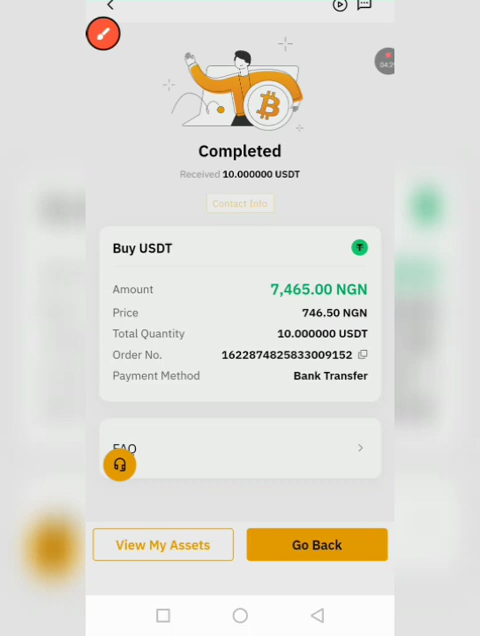 Completed
Received 10.000000 USDT
Contact Info
Buy USDT
Amount 7,465.00 NGN
Price 746.50 NGN
Total Quantity 10.000000 USDT
Order No. 1622874825833009152
Payment Method Bank Transfer
FAQ
View My Assets Go Back